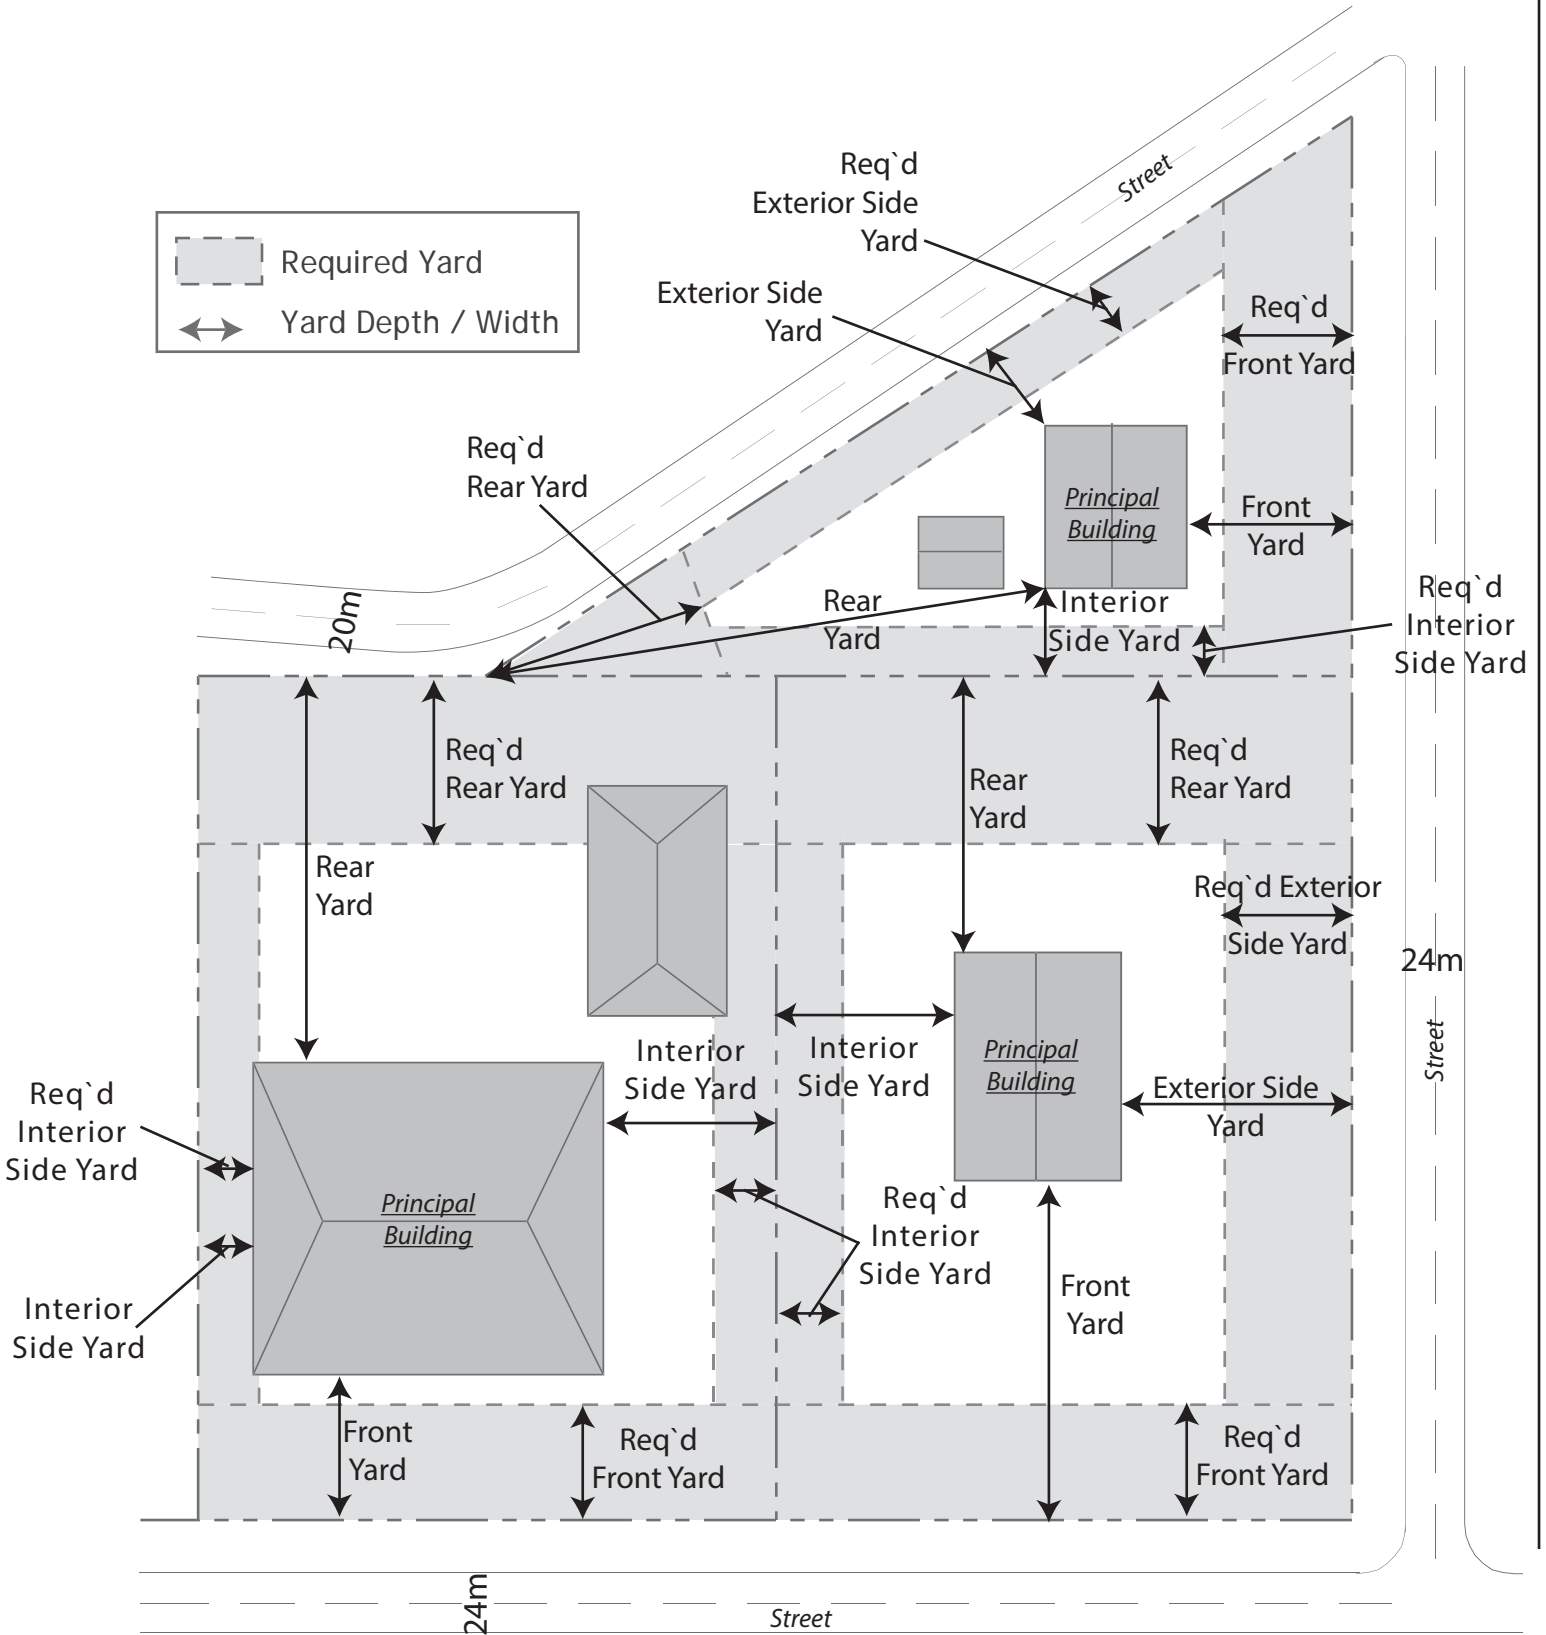 Street
Req`d
Exterior Side
Yard
Required Yard
Yard Depth / Width
Exterior Side
Yard
Req`d
Front Yard
Req`d
Rear Yard
Principal
Building
Front
Yard
20m
Rear
Yard
Interior
Side Yard
Req`d
Interior
Side Yard
Req`d
Rear Yard
Rear
Yard
Req`d
Rear Yard
Rear
Yard
Req`d Exterior
Side Yard
24m
Street
Interior
Side Yard
Interior
Side Yard
Principal
Building
Exterior Side
Yard
Req`d
Interior
Side Yard
Principal
Building
Req`d
Interior
Side Yard
Interior
Side Yard
Front
Yard
Front
Yard
Req`d
Front Yard
Req`d
Front Yard
24m
Street